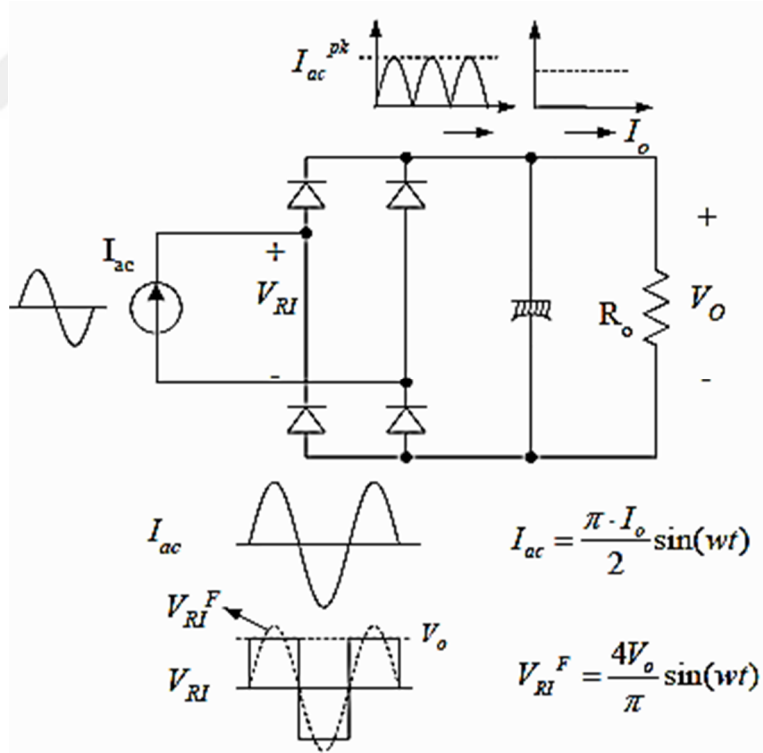 I_ac^pk
I_o
I_ac
+
V_RI
-
R_o
+
V_O
-
I_ac
I_ac = π · I_o / 2 sin(wt)
V_RI^F
V_o
V_RI
V_RI^F = 4V_o / π sin(wt)